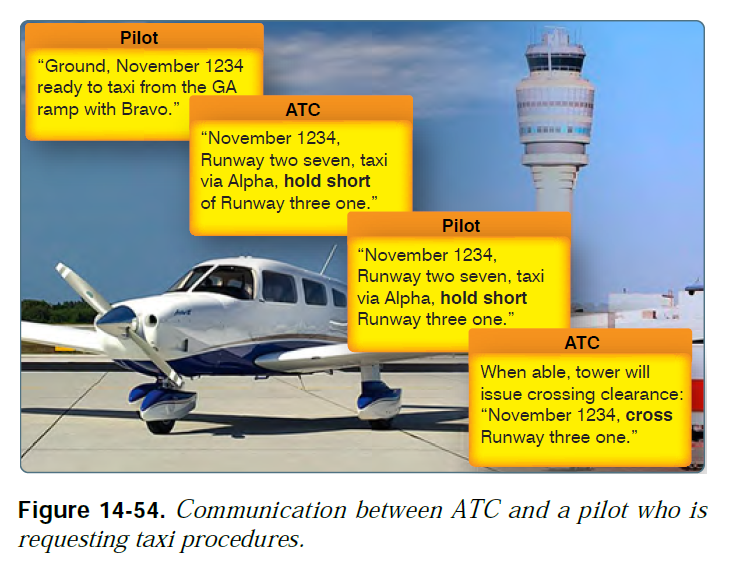 Pilot
“Ground, November 1234
ready to taxi from the GA
ramp with Bravo.”
ATC
“November 1234,
Runway two seven, taxi
via Alpha, hold short
of Runway three one.”
Pilot
“November 1234,
Runway two seven, taxi
via Alpha, hold short
Runway three one.”
ATC
When able, tower will
issue crossing clearance:
“November 1234, cross
Runway three one.”
Figure 14-54. Communication between ATC and a pilot who is
requesting taxi procedures.